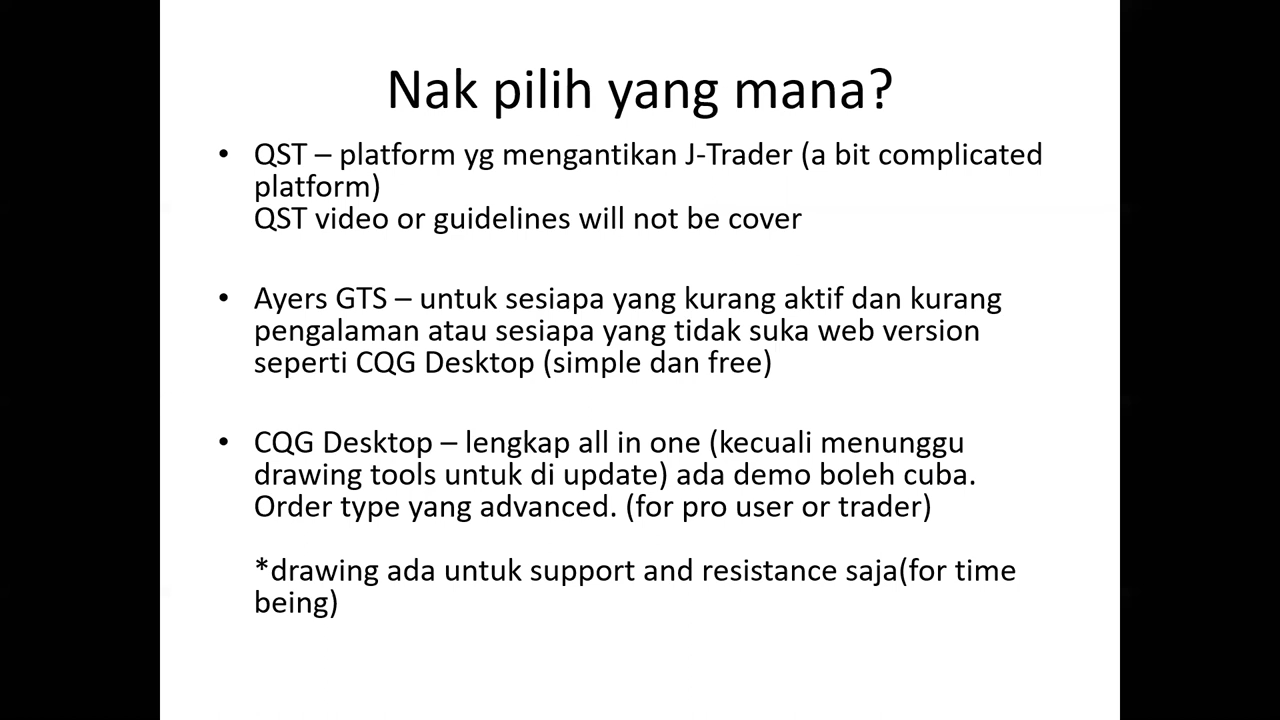 Nak pilih yang mana?
• QST – platform yg mengantikan J-Trader (a bit complicated
platform)
QST video or guidelines will not be cover
• Ayers GTS – untuk sesiapa yang kurang aktif dan kurang
pengalaman atau sesiapa yang tidak suka web version
seperti CQG Desktop (simple dan free)
• CQG Desktop – lengkap all in one (kecuali menunggu
drawing tools untuk di update) ada demo boleh cuba.
Order type yang advanced. (for pro user or trader)
*drawing ada untuk support and resistance saja(for time
being)